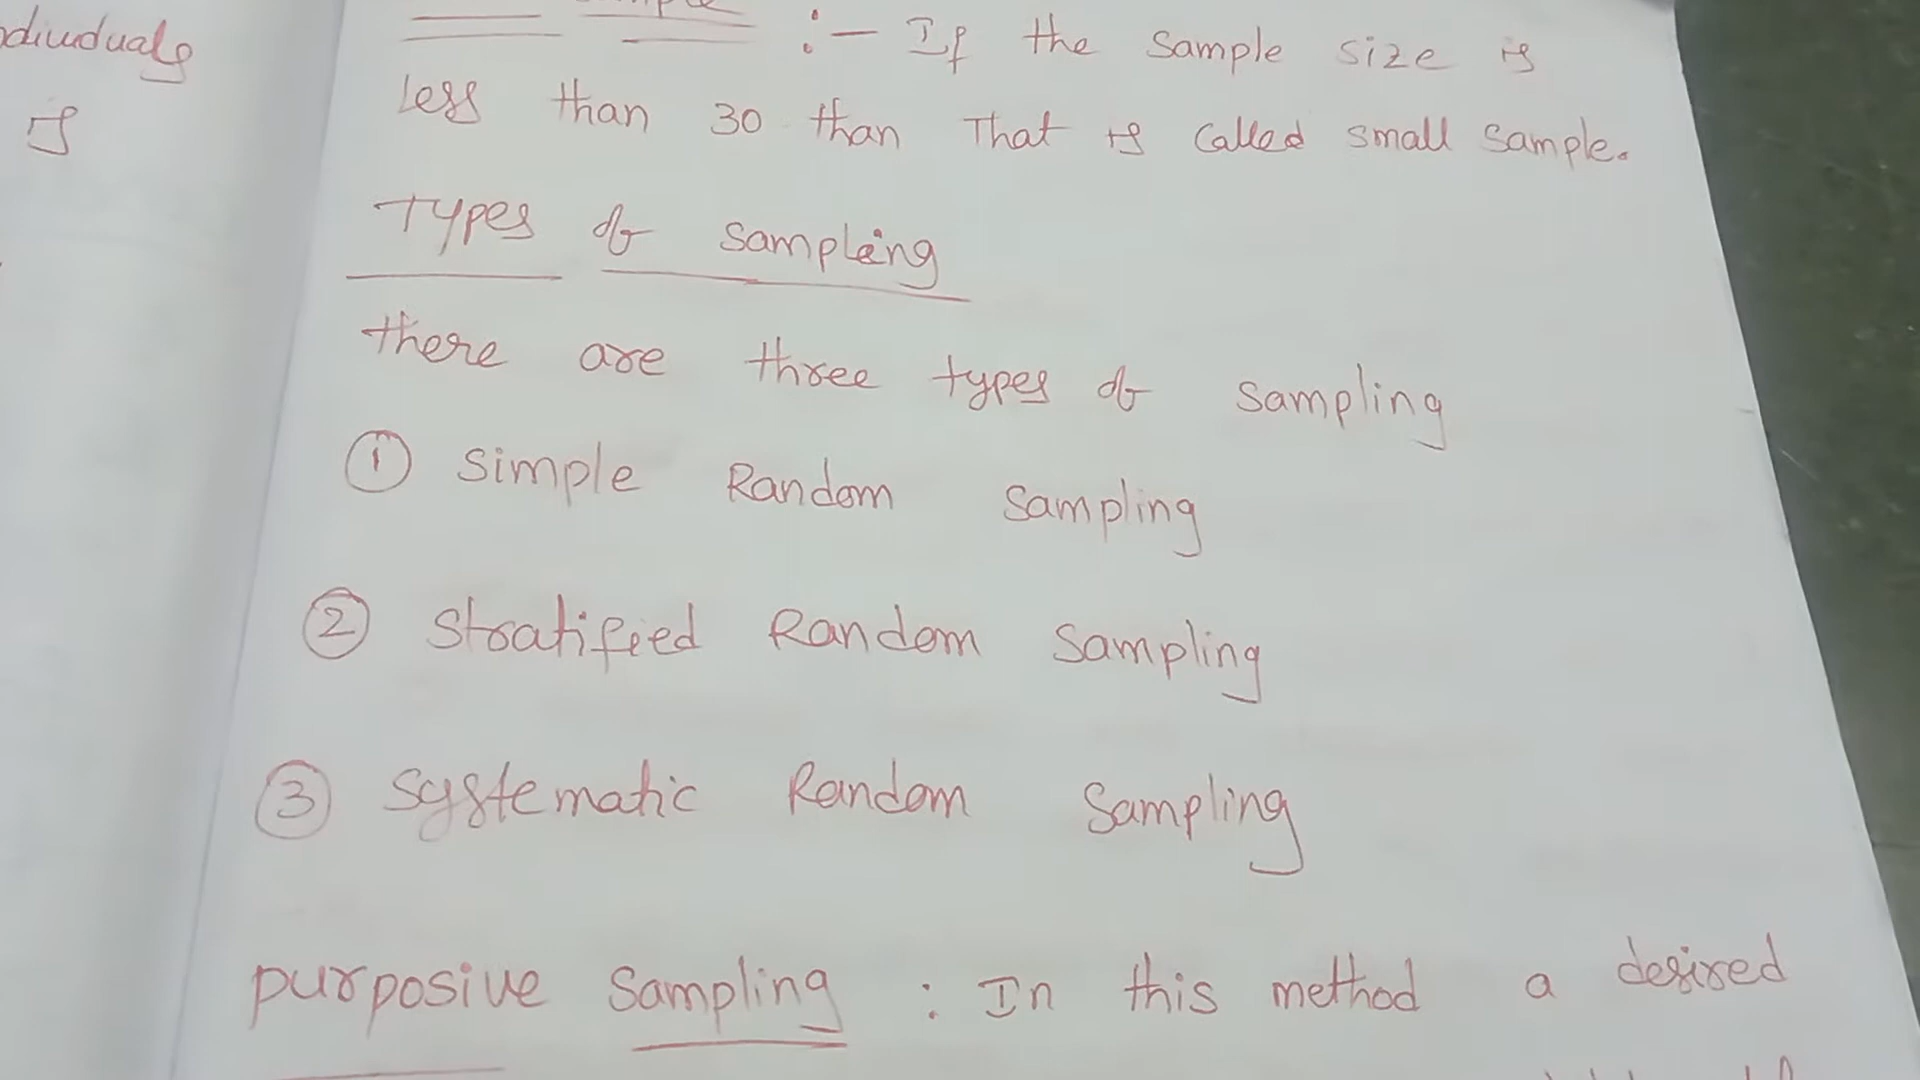 ndividuals
is
:- If the sample size is
less than 30 than That is called small sample.
Types of sampling
there are three types of sampling
① simple Random sampling
② Stratified Random sampling
③ Systematic Random Sampling
purposive sampling : In this method a desired